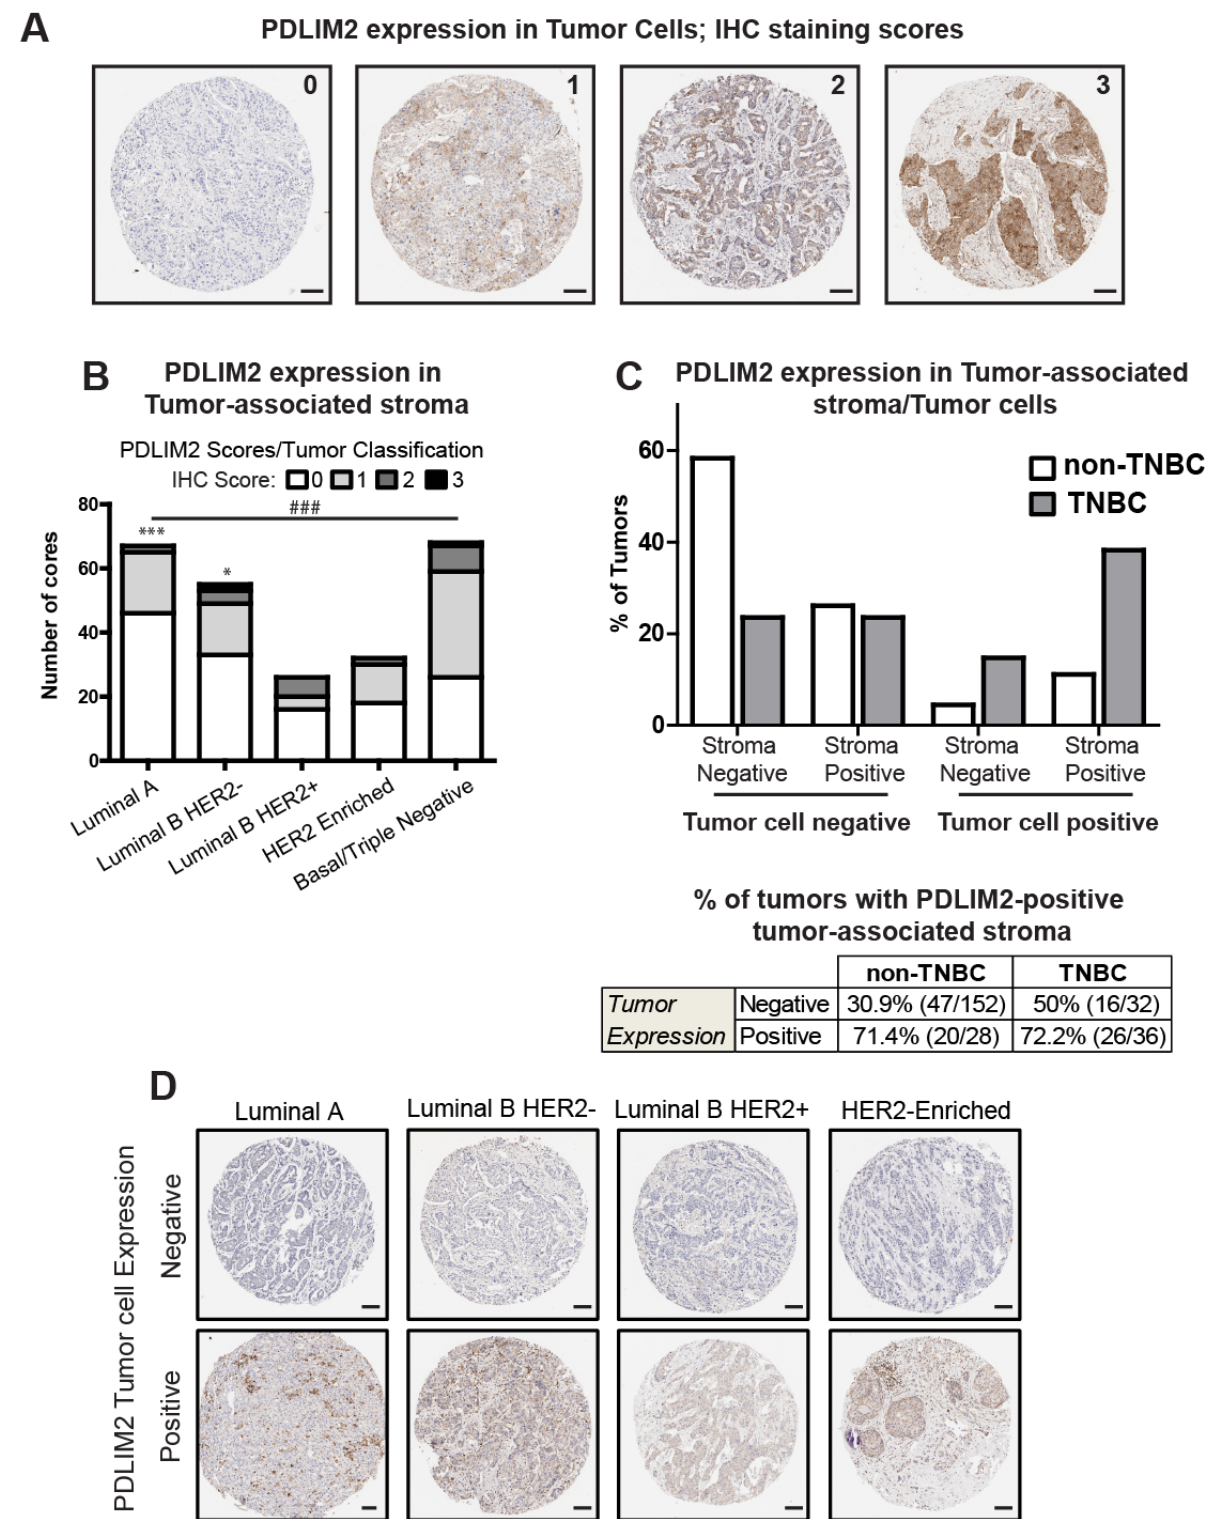 A
PDLIM2 expression in Tumor Cells; IHC staining scores
0
1
2
3
B
PDLIM2 expression in
Tumor-associated stroma
PDLIM2 Scores/Tumor Classification
IHC Score: 0 1 2 3
###
***
*
Number of cores
80
60
40
20
0
Luminal A
Luminal B HER2-
Luminal B HER2+
HER2 Enriched
Basal/Triple Negative
C
PDLIM2 expression in Tumor-associated
stroma/Tumor cells
non-TNBC
TNBC
% of Tumors
60
40
20
0
Stroma Negative
Stroma Positive
Stroma Negative
Stroma Positive
Tumor cell negative
Tumor cell positive
% of tumors with PDLIM2-positive
tumor-associated stroma
non-TNBC TNBC
Tumor Negative 30.9% (47/152) 50% (16/32)
Expression Positive 71.4% (20/28) 72.2% (26/36)
D
Luminal A
Luminal B HER2-
Luminal B HER2+
HER2-Enriched
PDLIM2 Tumor cell Expression
Negative
Positive